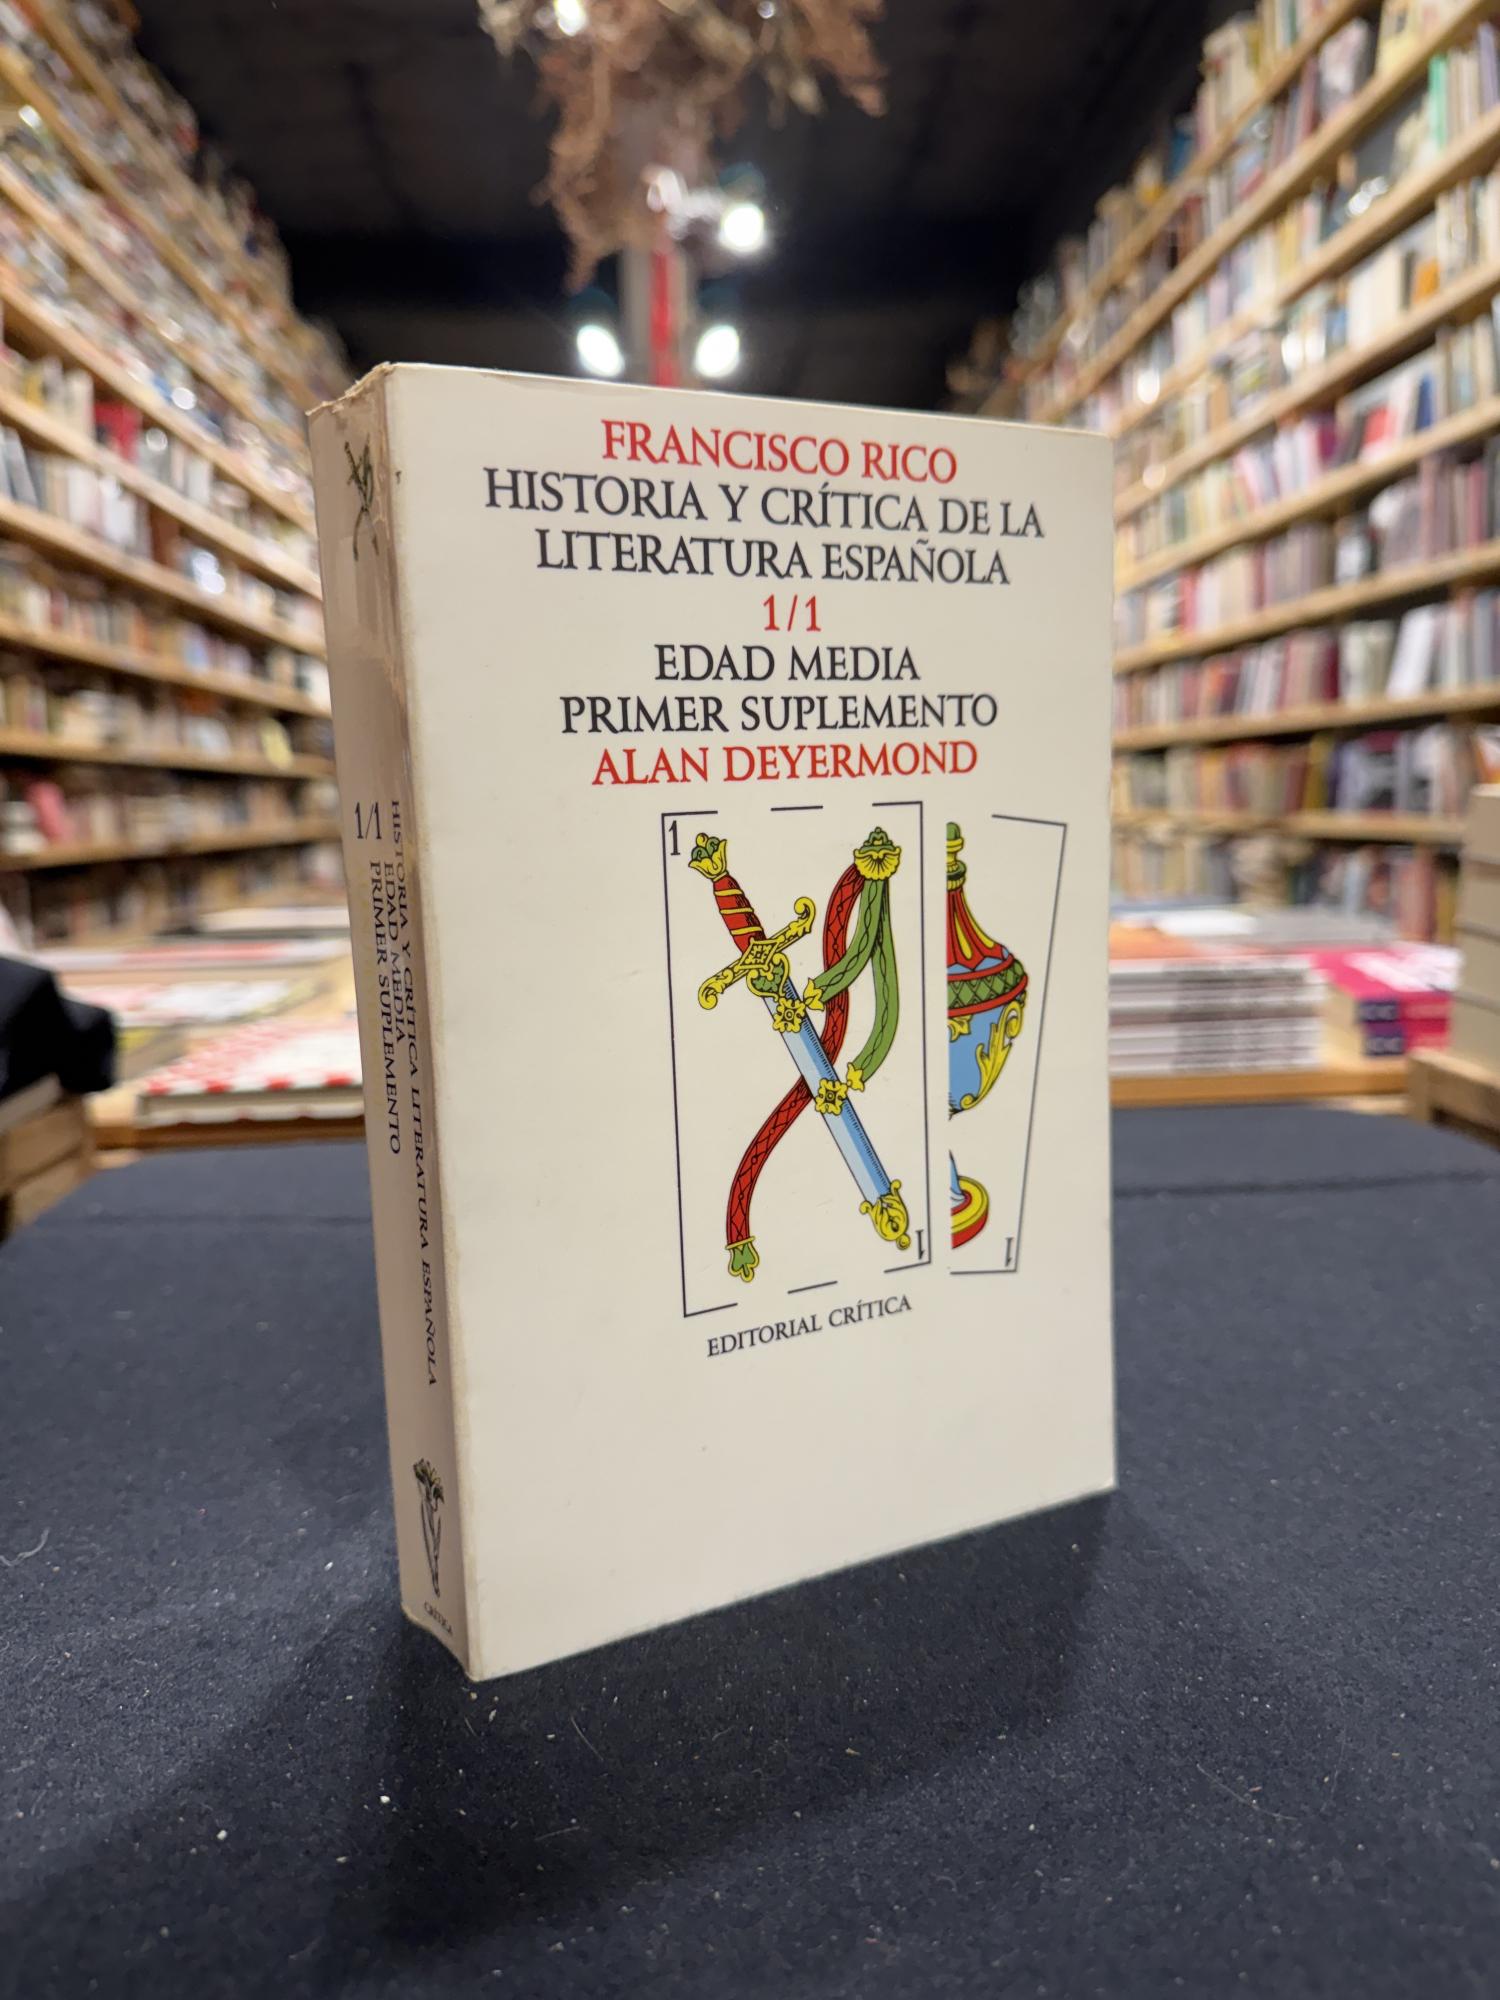 FRANCISCO RICO
HISTORIA Y CRÍTICA DE LA
LITERATURA ESPAÑOLA
1/1
EDAD MEDIA
PRIMER SUPLEMENTO
ALAN DEYERMOND
1
1
1
EDITORIAL CRÍTICA
1/1
HISTORIA Y CRÍTICA LITERATURA ESPAÑOLA
EDAD MEDIA
PRIMER SUPLEMENTO
CRÍTICA